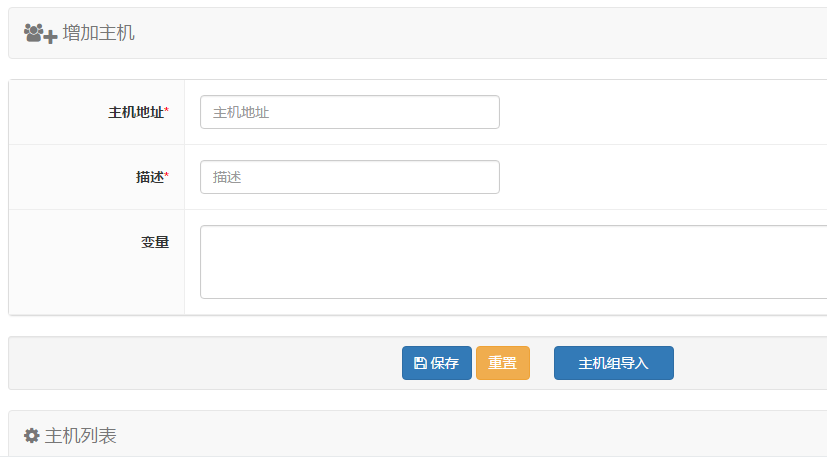 增加主机
主机地址* 主机地址
描述* 描述
变量
保存 重置 主机组导入
主机列表